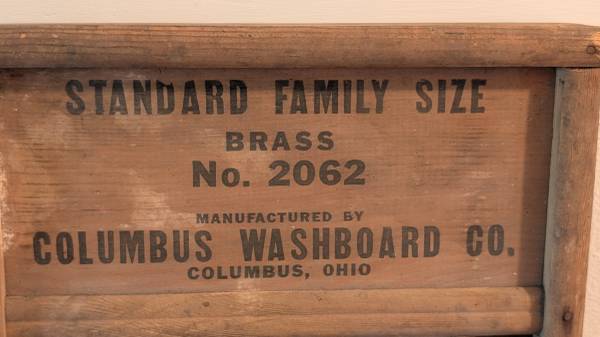 STANDARD FAMILY SIZE
BRASS
No. 2062
MANUFACTURED BY
COLUMBUS WASHBOARD CO.
COLUMBUS, OHIO